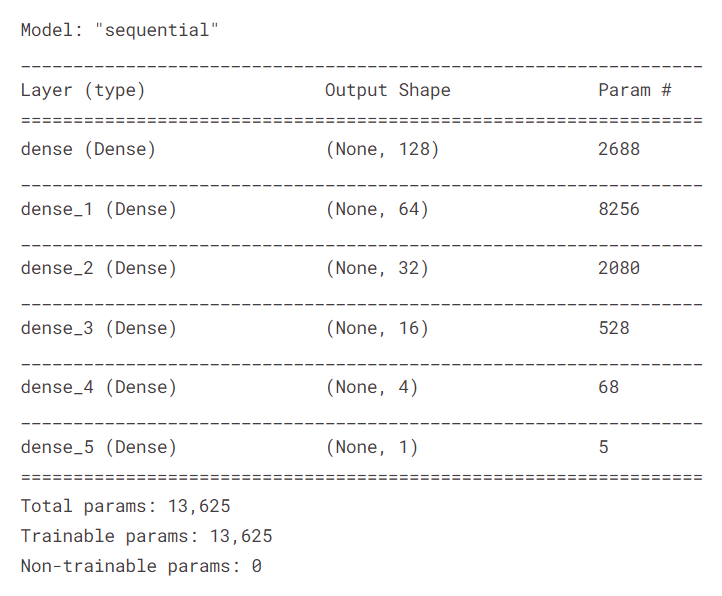 Model: "sequential"
_________________________________________________________________
Layer (type)                 Output Shape              Param #
=================================================================
dense (Dense)                (None, 128)               2688
_________________________________________________________________
dense_1 (Dense)              (None, 64)                8256
_________________________________________________________________
dense_2 (Dense)              (None, 32)                2080
_________________________________________________________________
dense_3 (Dense)              (None, 16)                528
_________________________________________________________________
dense_4 (Dense)              (None, 4)                 68
_________________________________________________________________
dense_5 (Dense)              (None, 1)                 5
=================================================================
Total params: 13,625
Trainable params: 13,625
Non-trainable params: 0